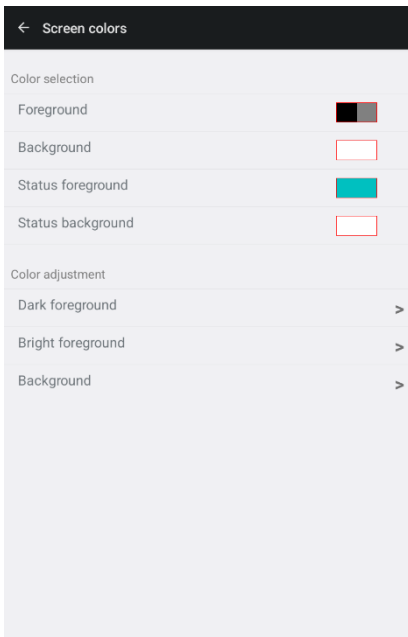 ← Screen colors
Color selection
Foreground
Background
Status foreground
Status background
Color adjustment
Dark foreground
>
Bright foreground
>
Background
>